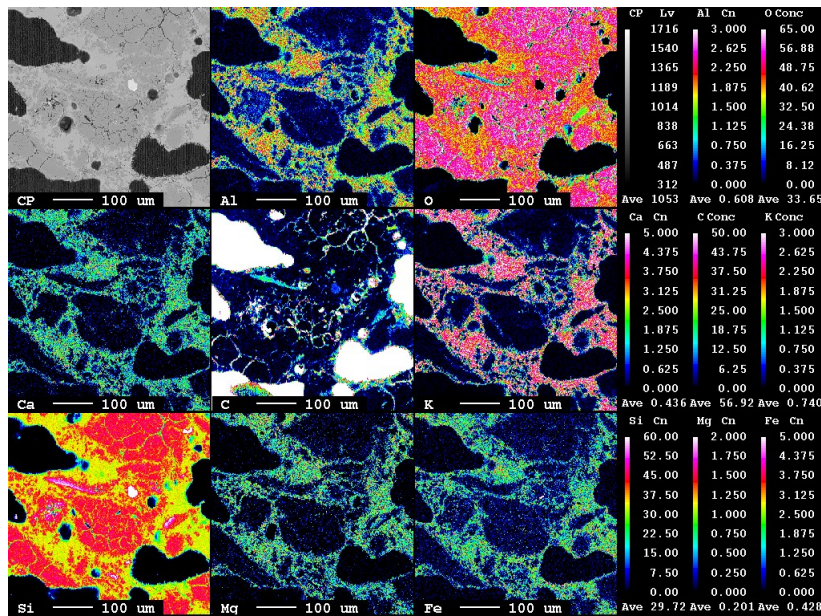 CP 100 um
Al 100 um
O 100 um
CP Lv Al Cn O Conc
1716 3.000 65.00
1540 2.625 56.88
1365 2.250 48.75
1189 1.875 40.62
1014 1.500 32.50
838 1.125 24.38
663 0.750 16.25
487 0.375 8.12
312 0.000 0.00
Ave 1053 Ave 0.608 Ave 33.65
Ca 100 um
C 100 um
K 100 um
Ca Cn C Conc K Conc
5.000 50.00 3.000
4.375 43.75 2.625
3.750 37.50 2.250
3.125 31.25 1.875
2.500 25.00 1.500
1.875 18.75 1.125
1.250 12.50 0.750
0.625 6.25 0.375
0.000 0.00 0.000
Ave 0.436 Ave 56.92 Ave 0.740
Si 100 um
Mg 100 um
Fe 100 um
Si Cn Mg Cn Fe Cn
60.00 2.000 5.000
52.50 1.750 4.375
45.00 1.500 3.750
37.50 1.250 3.125
30.00 1.000 2.500
22.50 0.750 1.875
15.00 0.500 1.250
7.50 0.250 0.625
0.00 0.000 0.000
Ave 29.72 Ave 0.201 Ave 0.428